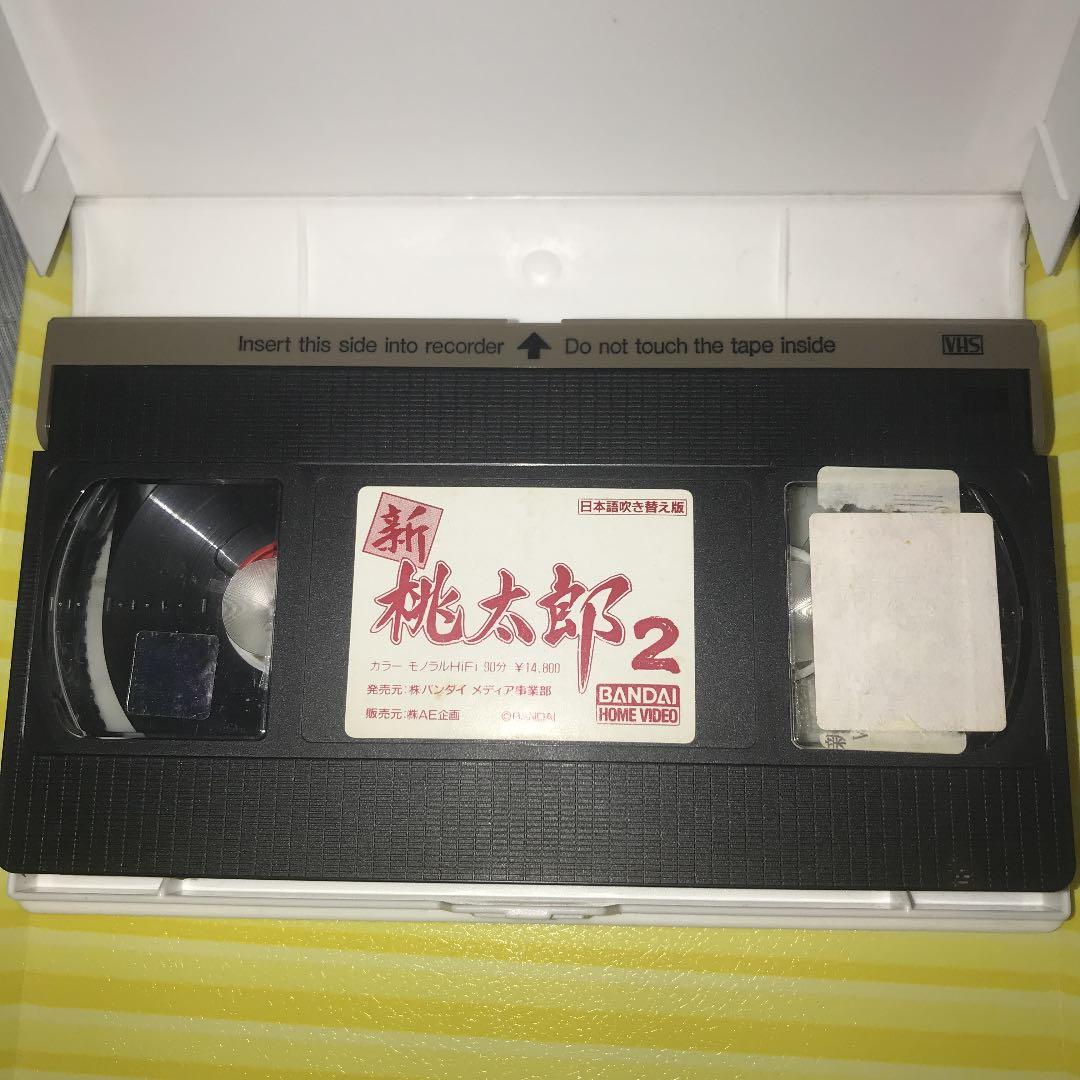 Insert this side into recorder Do not touch the tape inside VHS
日本語吹き替え版
新
桃太郎2
カラー モノラルHiFi 90分 ¥14,800
発売元:㈱バンダイ メディア事業部
販売元:㈱AE企画 ©BANDAI
BANDAI
HOME VIDEO